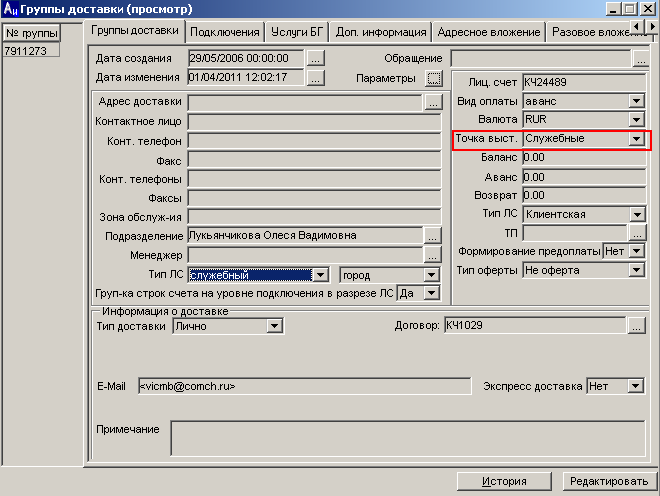 Группы доставки (просмотр)
№ группы
7911273
Группы доставки Подключения Услуги БГ Доп. информация Адресное вложение Разовое вложение
Дата создания 29/05/2006 00:00:00 ...
Обращение ...
Дата изменения 01/04/2011 12:02:17 ...
Параметры ...
Адрес доставки ...
Контактное лицо
Конт. телефон
Факс
Конт. телефоны
Факсы
Зона обслуж-ия
Подразделение Лукьянчикова Олеся Вадимовна ...
Менеджер ...
Тип ЛС служебный город
Груп-ка строк счета на уровне подключения в разрезе ЛС Да
Лиц. счет КЧ24489
Вид оплаты аванс
Валюта RUR
Точка выст. Служебные
Баланс 0.00
Аванс 0.00
Возврат 0.00
Тип ЛС Клиентская
ТП ...
Формирование предоплаты Нет
Тип оферты Не оферта
Информация о доставке
Тип доставки Лично
Договор: КЧ1029 ...
E-Mail <vicmb@comch.ru>
Экспресс доставка Нет
Примечание
История Редактировать